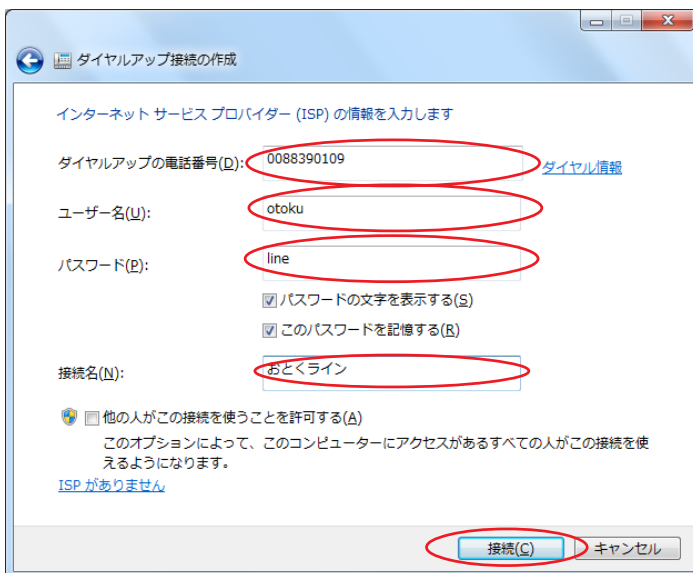 ダイヤルアップ接続の作成
インターネット サービス プロバイダー (ISP) の情報を入力します
ダイヤルアップの電話番号(D): 0088390109 ダイヤル情報
ユーザー名(U): otoku
パスワード(P): line
パスワードの文字を表示する(S)
このパスワードを記憶する(R)
接続名(N): おとくライン
他の人がこの接続を使うことを許可する(A)
このオプションによって、このコンピューターにアクセスがあるすべての人がこの接続を使
えるようになります。
ISP がありません
接続(C) キャンセル